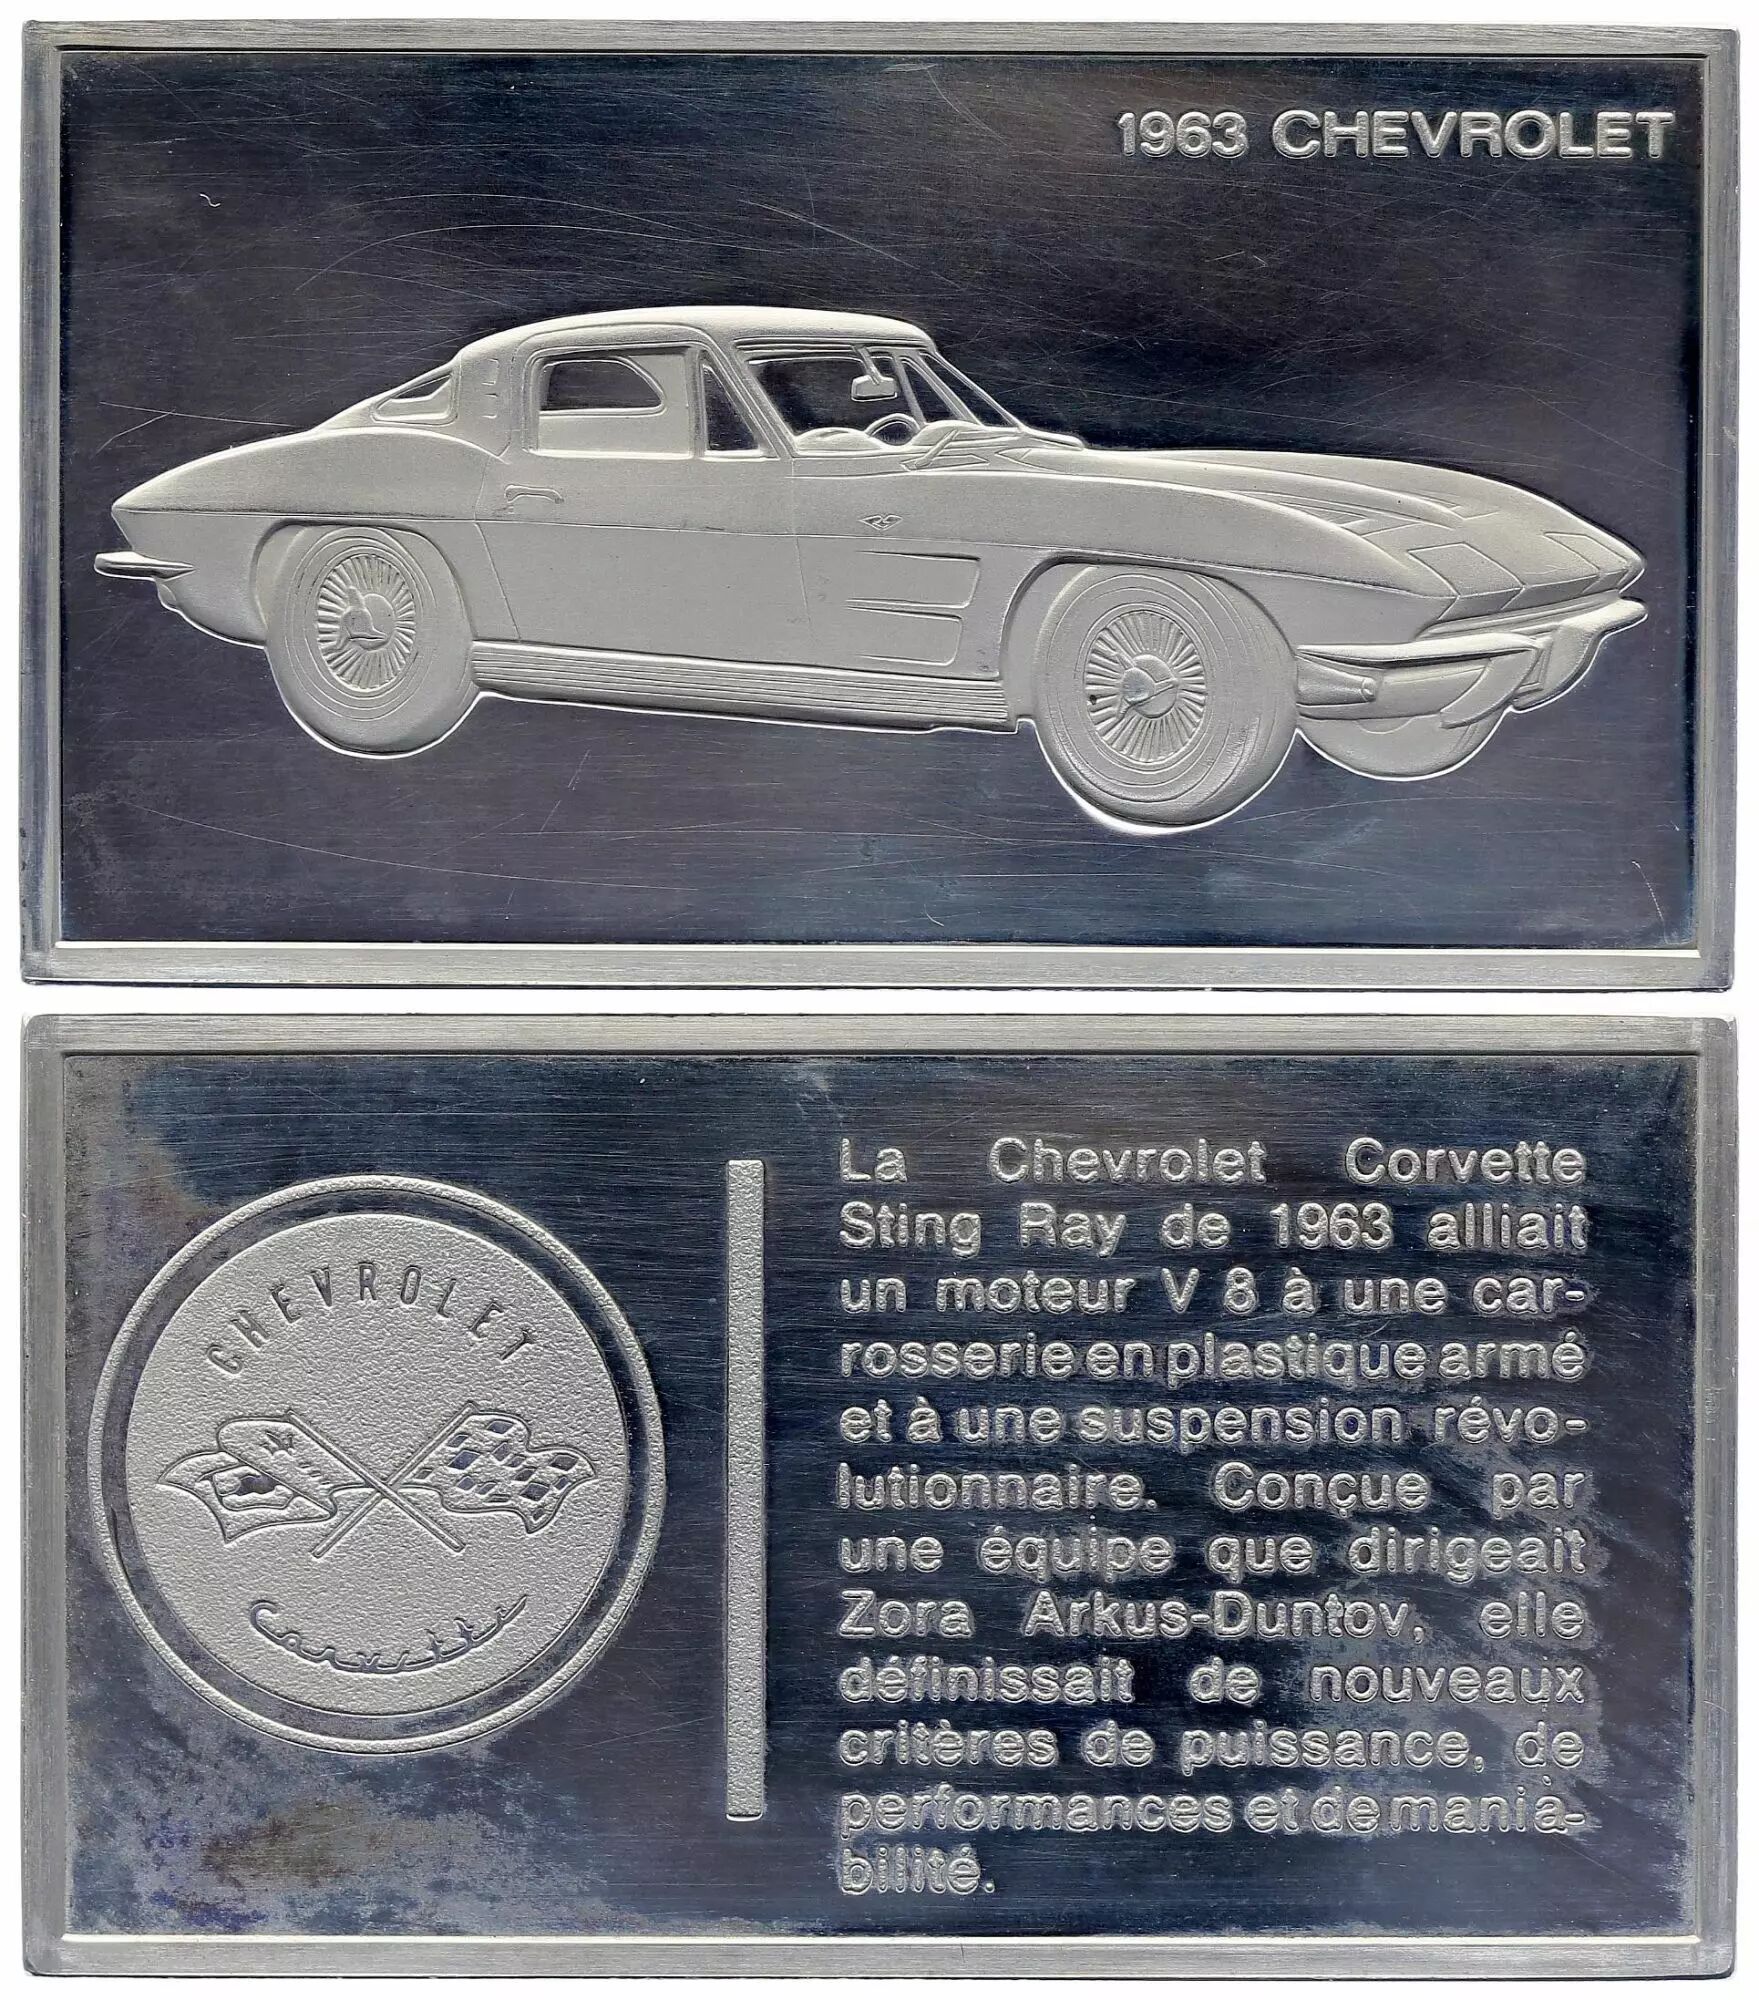 1963 CHEVROLET
CHEVROLET
Corvette
La Chevrolet Corvette
Sting Ray de 1963 alliait
un moteur V 8 à une car-
rosserie en plastique armé
et à une suspension révo-
lutionnaire. Conçue par
une équipe que dirigeait
Zora Arkus-Duntov, elle
définissait de nouveaux
critères de puissance, de
performances et de mania-
bilité.